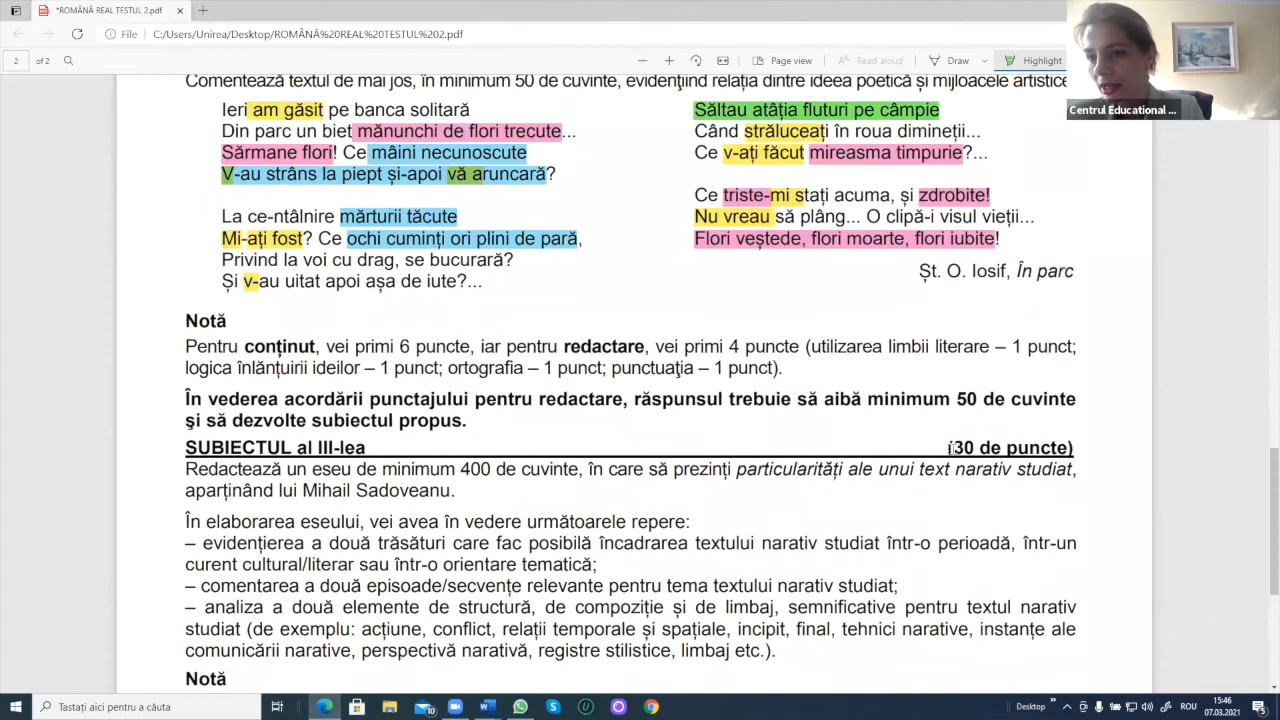 *ROMÂNĂ REAL TESTUL 2.pdf
File C:/Users/Unirea/Desktop/ROMÂNĂ%20REAL%20TESTUL%202.pdf
2 of 2 Page view Read aloud Draw Highlight
Centrul Educational ...
Comentează textul de mai jos, în minimum 50 de cuvinte, evidenţiind relația dintre ideea poetică și mijloacele artistice
Ieri am găsit pe banca solitară
Din parc un biet mănunchi de flori trecute...
Sărmane flori! Ce mâini necunoscute
V-au strâns la piept și-apoi vă aruncară?
La ce-ntâlnire mărturii tăcute
Mi-ați fost? Ce ochi cuminți ori plini de pară,
Privind la voi cu drag, se bucurară?
Și v-au uitat apoi așa de iute?...
Săltau atâția fluturi pe câmpie
Când străluceați în roua dimineții...
Ce v-ați făcut mireasma timpurie?...
Ce triste-mi stați acuma, și zdrobite!
Nu vreau să plâng... O clipă-i visul vieții...
Flori veștede, flori moarte, flori iubite!
Șt. O. Iosif, În parc
Notă
Pentru conținut, vei primi 6 puncte, iar pentru redactare, vei primi 4 puncte (utilizarea limbii literare – 1 punct;
logica înlănțuirii ideilor – 1 punct; ortografia – 1 punct; punctuaţia – 1 punct).
În vederea acordării punctajului pentru redactare, răspunsul trebuie să aibă minimum 50 de cuvinte
şi să dezvolte subiectul propus.
SUBIECTUL al III-lea (30 de puncte)
Redactează un eseu de minimum 400 de cuvinte, în care să prezinți particularități ale unui text narativ studiat,
aparținând lui Mihail Sadoveanu.
În elaborarea eseului, vei avea în vedere următoarele repere:
– evidențierea a două trăsături care fac posibilă încadrarea textului narativ studiat într-o perioadă, într-un
curent cultural/literar sau într-o orientare tematică;
– comentarea a două episoade/secvențe relevante pentru tema textului narativ studiat;
– analiza a două elemente de structură, de compoziție și de limbaj, semnificative pentru textul narativ
studiat (de exemplu: acțiune, conflict, relații temporale și spațiale, incipit, final, tehnici narative, instanțe ale
comunicării narative, perspectivă narativă, registre stilistice, limbaj etc.).
Notă
Tastați aici pentru a căuta
10
Desktop
ROU
15:46
07.03.2021
5